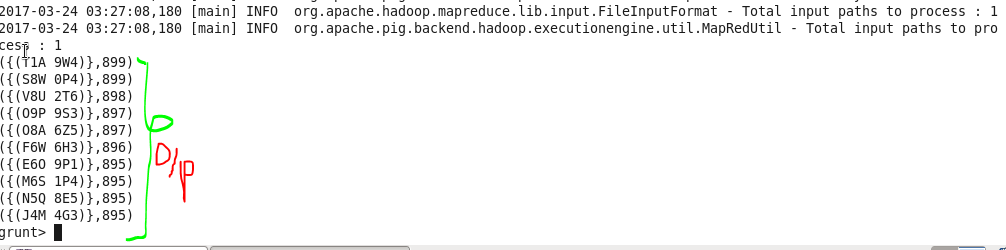 2017-03-24 03:27:08,180 [main] INFO  org.apache.hadoop.mapreduce.lib.input.FileInputFormat - Total input paths to process : 1
2017-03-24 03:27:08,180 [main] INFO  org.apache.pig.backend.hadoop.executionengine.util.MapRedUtil - Total input paths to pro
cess : 1
({(T1A 9W4)},899)
({(S8W 0P4)},899)
({(V8U 2T6)},898)
({(O9P 9S3)},897)
({(O8A 6Z5)},897)
({(F6W 6H3)},896)
({(E6O 9P1)},895)
({(M6S 1P4)},895)
({(N5Q 8E5)},895)
({(J4M 4G3)},895)
O/p
grunt>